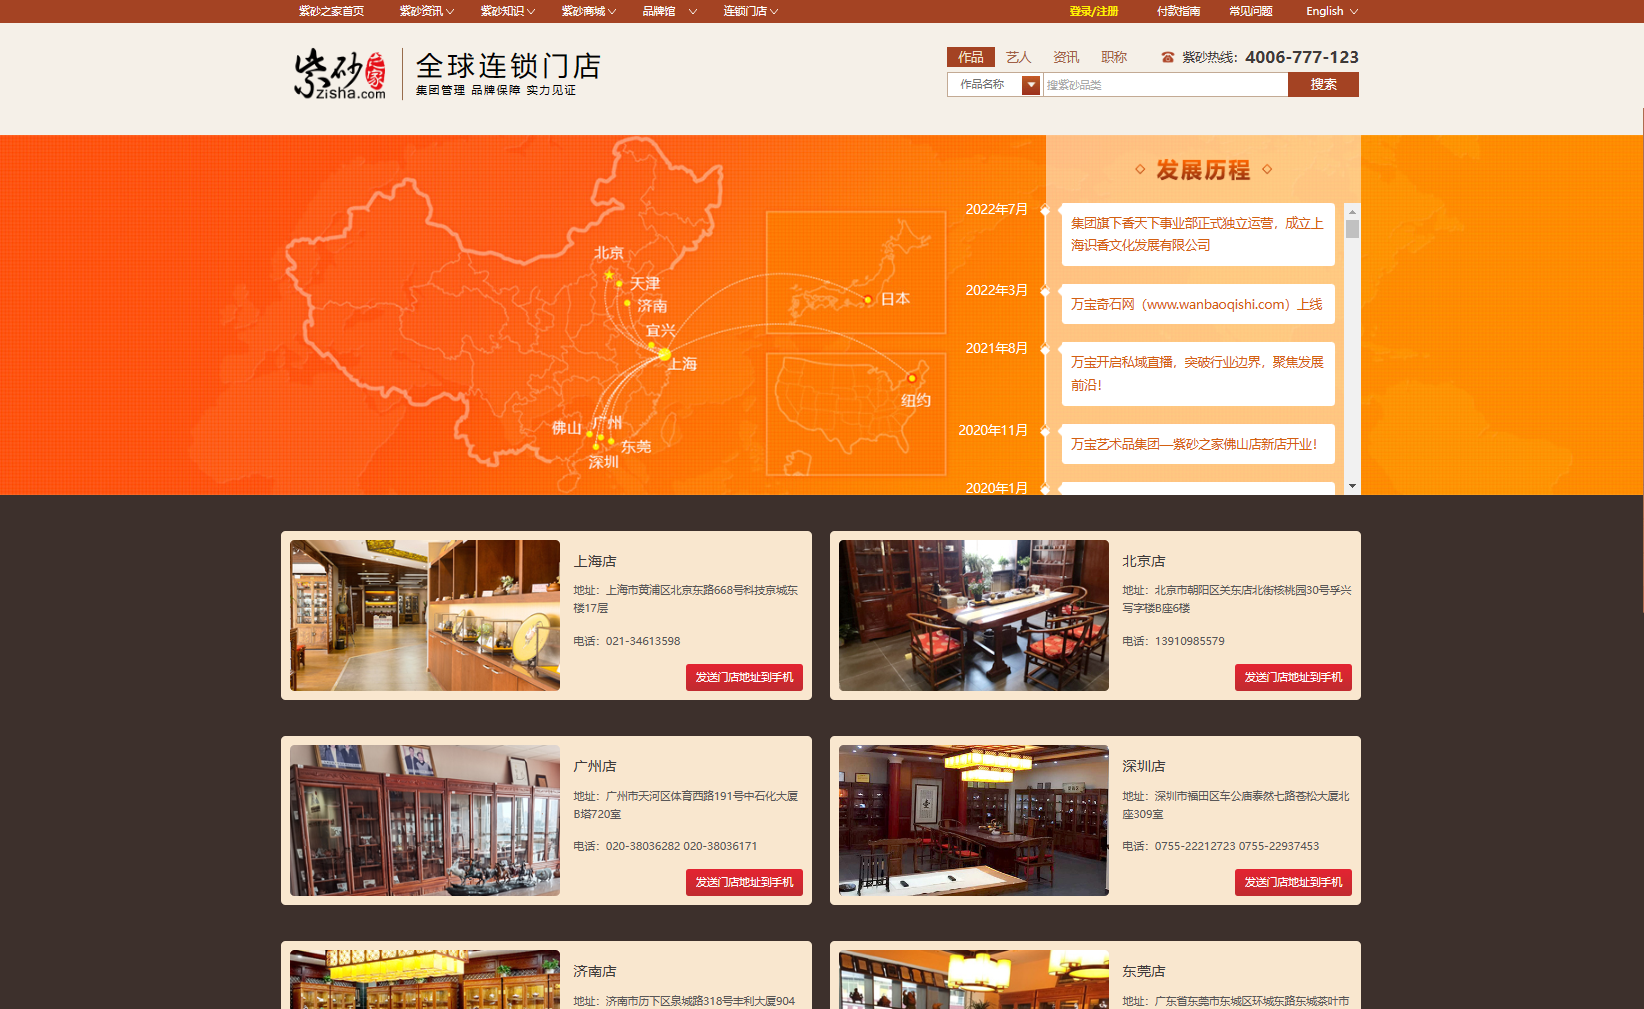 紫砂之家首页
紫砂资讯
紫砂知识
紫砂商城
品牌馆
连锁门店
登录/注册
付款指南
常见问题
English
紫砂之家
zisha.com
全球连锁门店
集团管理 品牌保障 实力见证
作品
艺人
资讯
职称
紫砂热线：4006-777-123
作品名称
搜紫砂品类
搜索
北京
天津
济南
宜兴
上海
佛山
广州
东莞
深圳
日本
纽约
发展历程
2022年7月
集团旗下香天下事业部正式独立运营，成立上
海识香文化发展有限公司
2022年3月
万宝奇石网（www.wanbaoqishi.com）上线
2021年8月
万宝开启私域直播，突破行业边界，聚焦发展
前沿！
2020年11月
万宝艺术品集团—紫砂之家佛山店新店开业！
2020年1月
上海店
地址：上海市黄浦区北京东路668号科技京城东
楼17层
电话：021-34613598
发送门店地址到手机
北京店
地址：北京市朝阳区关东店北街核桃园30号孚兴
写字楼B座6楼
电话：13910985579
发送门店地址到手机
广州店
地址：广州市天河区体育西路191号中石化大厦
B塔720室
电话：020-38036282 020-38036171
发送门店地址到手机
深圳店
地址：深圳市福田区车公庙泰然七路苍松大厦北
座309室
电话：0755-22212723 0755-22937453
发送门店地址到手机
济南店
地址：济南市历下区泉城路318号丰利大厦904
东莞店
地址：广东省东莞市东城区环城东路东城茶叶市